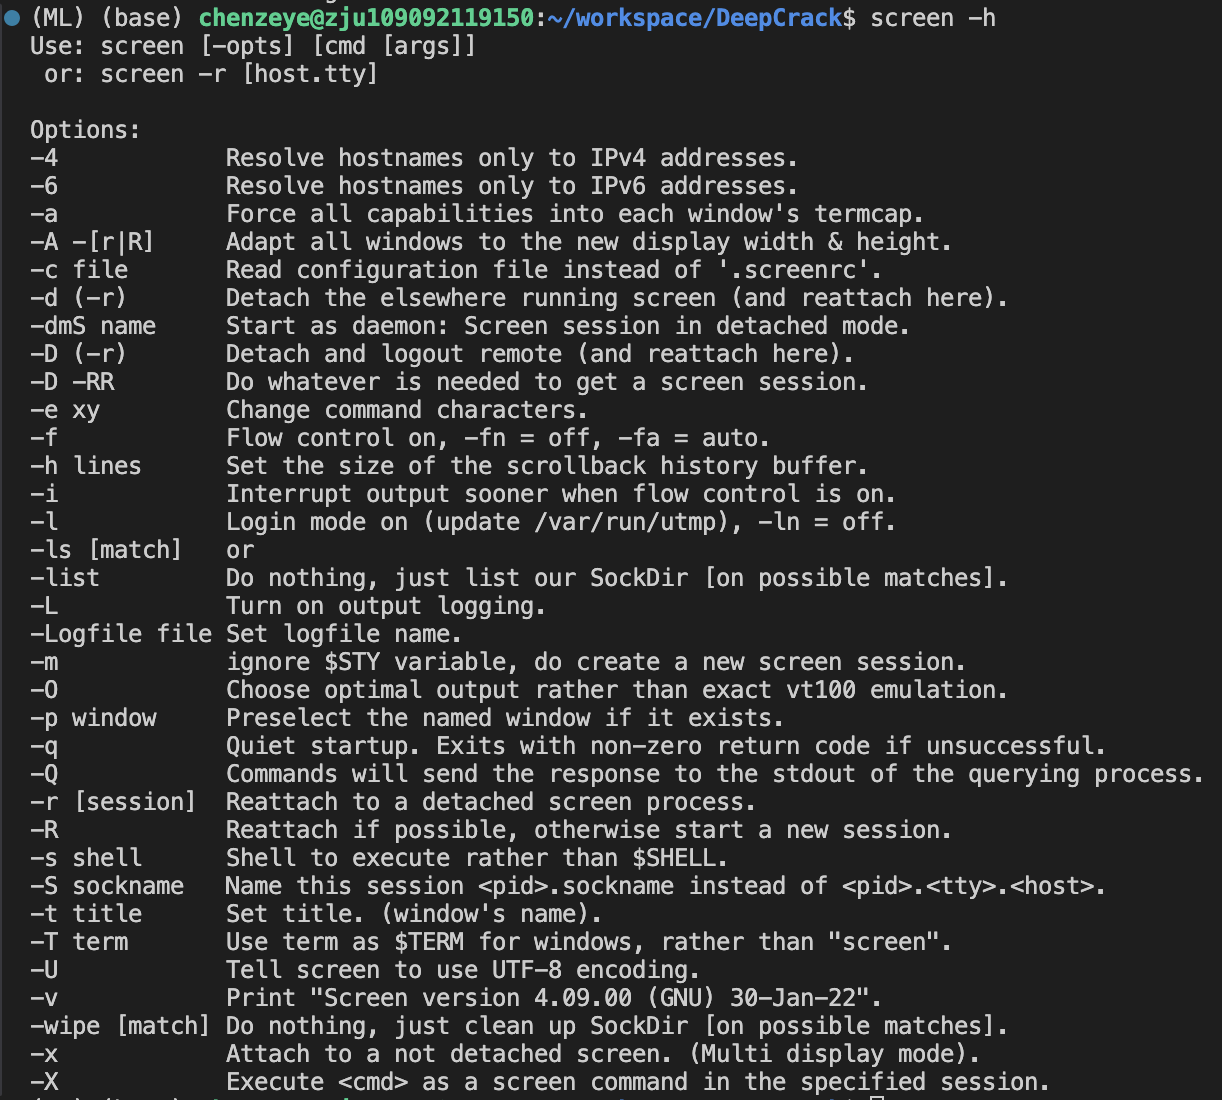 (ML) (base) chenzeye@zju109092119150:~/workspace/DeepCrack$ screen -h
Use: screen [-opts] [cmd [args]]
 or: screen -r [host.tty]

Options:
-4            Resolve hostnames only to IPv4 addresses.
-6            Resolve hostnames only to IPv6 addresses.
-a            Force all capabilities into each window's termcap.
-A -[r|R]     Adapt all windows to the new display width & height.
-c file       Read configuration file instead of '.screenrc'.
-d (-r)       Detach the elsewhere running screen (and reattach here).
-dmS name     Start as daemon: Screen session in detached mode.
-D (-r)       Detach and logout remote (and reattach here).
-D -RR        Do whatever is needed to get a screen session.
-e xy         Change command characters.
-f            Flow control on, -fn = off, -fa = auto.
-h lines      Set the size of the scrollback history buffer.
-i            Interrupt output sooner when flow control is on.
-l            Login mode on (update /var/run/utmp), -ln = off.
-ls [match]   or
-list         Do nothing, just list our SockDir [on possible matches].
-L            Turn on output logging.
-Logfile file Set logfile name.
-m            ignore $STY variable, do create a new screen session.
-O            Choose optimal output rather than exact vt100 emulation.
-p window     Preselect the named window if it exists.
-q            Quiet startup. Exits with non-zero return code if unsuccessful.
-Q            Commands will send the response to the stdout of the querying process.
-r [session]  Reattach to a detached screen process.
-R            Reattach if possible, otherwise start a new session.
-s shell      Shell to execute rather than $SHELL.
-S sockname   Name this session <pid>.sockname instead of <pid>.<tty>.<host>.
-t title      Set title. (window's name).
-T term       Use term as $TERM for windows, rather than "screen".
-U            Tell screen to use UTF-8 encoding.
-v            Print "Screen version 4.09.00 (GNU) 30-Jan-22".
-wipe [match] Do nothing, just clean up SockDir [on possible matches].
-x            Attach to a not detached screen. (Multi display mode).
-X            Execute <cmd> as a screen command in the specified session.